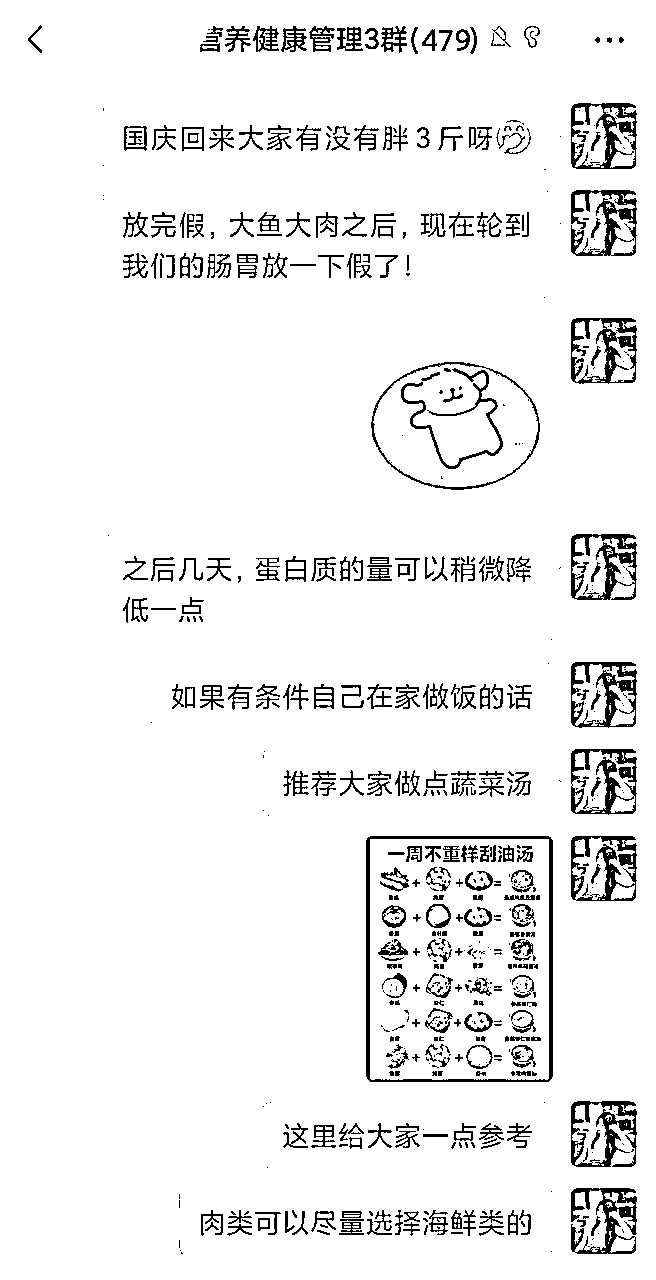 营养健康管理3群(479)
国庆回来大家有没有胖3斤呀
放完假，大鱼大肉之后，现在轮到
我们的肠胃放一下假了！
之后几天，蛋白质的量可以稍微降
低一点
如果有条件自己在家做饭的话
推荐大家做点蔬菜汤
一周不重样刮油汤
这里给大家一点参考
肉类可以尽量选择海鲜类的